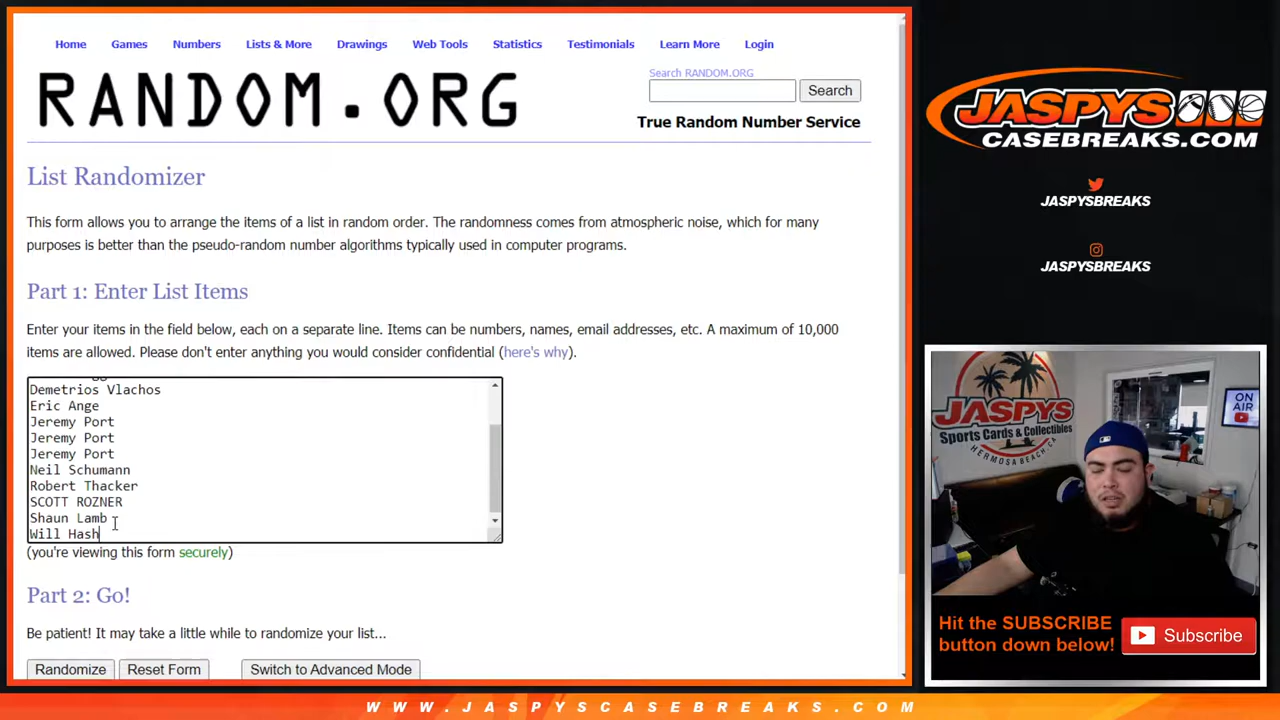 Home Games Numbers Lists & More Drawings Web Tools Statistics Testimonials Learn More Login
RANDOM.ORG
Search RANDOM.ORG
Search
True Random Number Service
List Randomizer
This form allows you to arrange the items of a list in random order. The randomness comes from atmospheric noise, which for many
purposes is better than the pseudo-random number algorithms typically used in computer programs.
Part 1: Enter List Items
Enter your items in the field below, each on a separate line. Items can be numbers, names, email addresses, etc. A maximum of 10,000
items are allowed. Please don't enter anything you would consider confidential (here's why).
Demetrios Vlachos
Eric Ange
Jeremy Port
Jeremy Port
Jeremy Port
Neil Schumann
Robert Thacker
SCOTT ROZNER
Shaun Lamb
Will Hash
(you're viewing this form securely)
Part 2: Go!
Be patient! It may take a little while to randomize your list...
Randomize Reset Form Switch to Advanced Mode
JASPYS
CASEBREAKS.COM
JASPYSBREAKS
JASPYSBREAKS
JASPYS
Sports Cards & Collectibles
HERMOSA BEACH, CA
ON
AIR
Hit the SUBSCRIBE
button down below!
Subscribe
WWW.JASPYSCASEBREAKS.COM